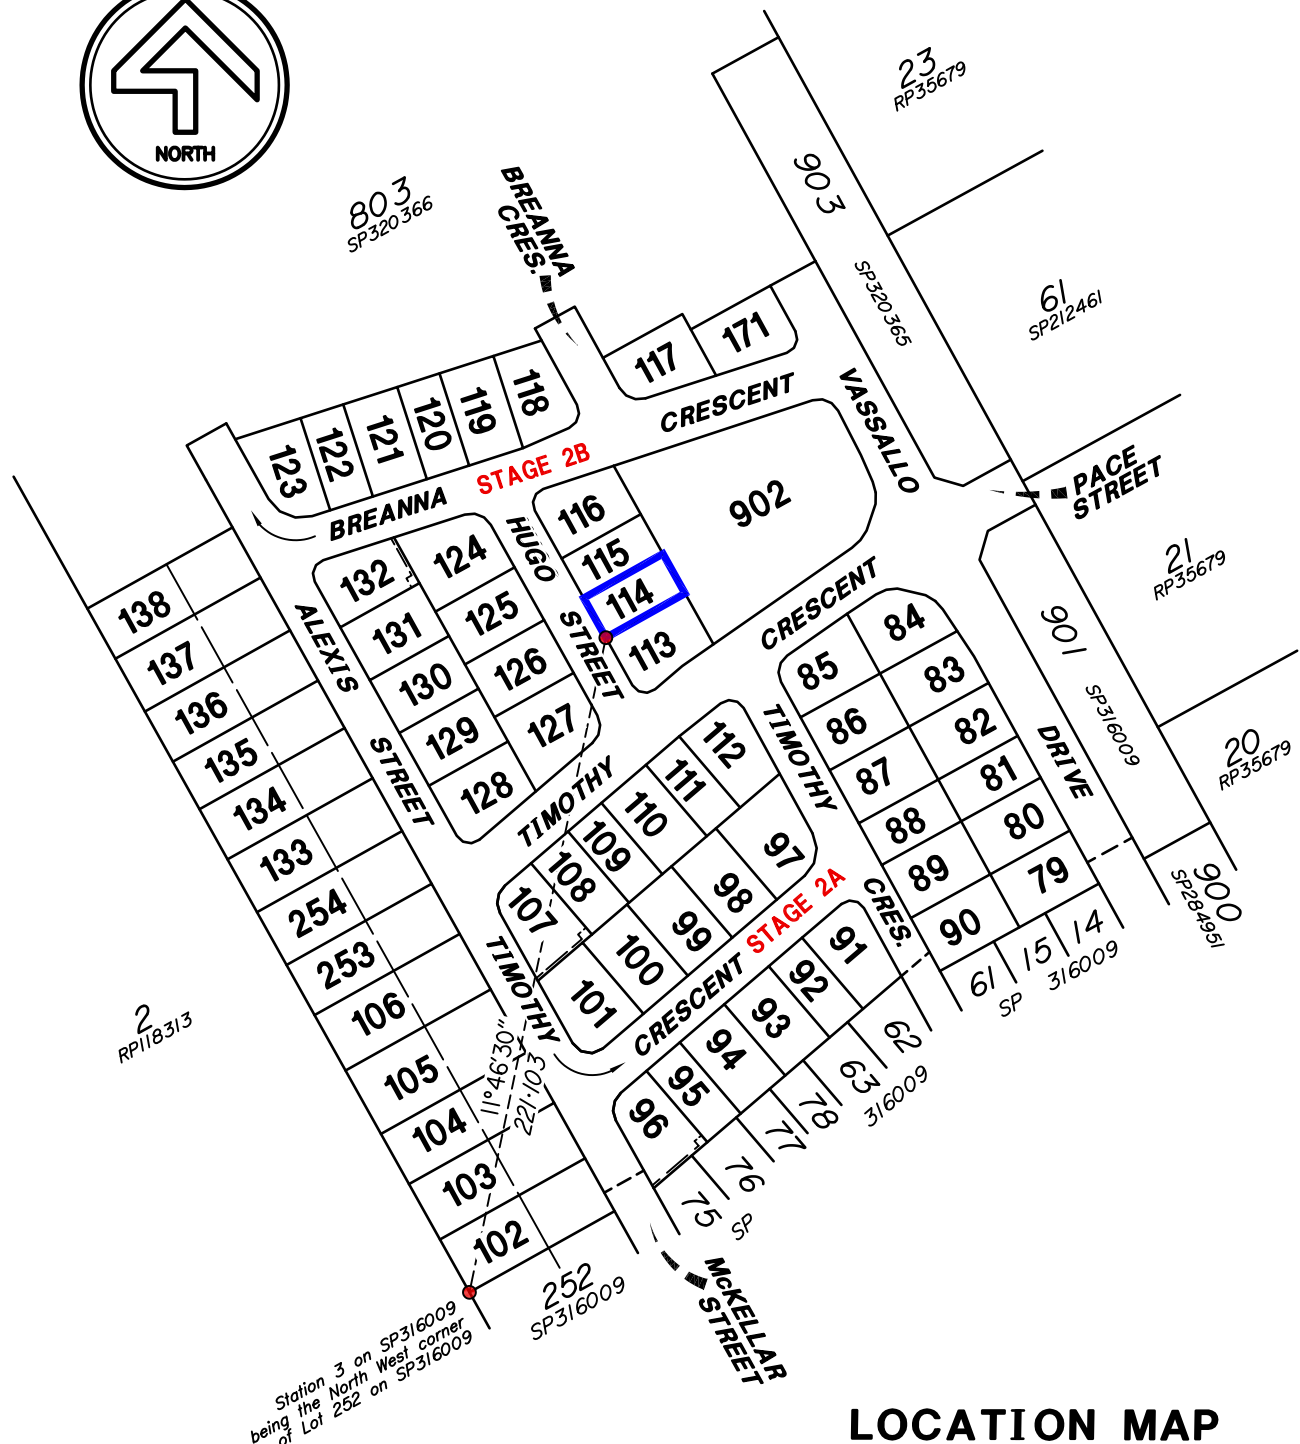 NORTH
23
RP35679
803
SP320366
BREANNA
CRES.
903
SP320365
61
SP212461
117
171
118
119
120
121
122
123
CRESCENT
VASSALLO
STAGE 2B
BREANNA
PACE
STREET
902
116
115
114
113
HUGO
STREET
124
132
125
131
126
130
127
129
128
ALEXIS
STREET
21
RP35679
138
137
136
135
134
133
254
253
106
105
104
103
102
CRESCENT
TIMOTHY
84
85
83
86
82
87
81
88
80
89
79
90
901
SP316009
DRIVE
20
RP35679
TIMOTHY
CRES.
112
111
110
109
108
107
97
98
99
100
101
STAGE 2A
TIMOTHY
CRESCENT
91
92
93
94
95
96
900
SP284951
14
15
61
SP 316009
62
63
78
77
76
75
SP 316009
2
RP118313
11°46'30"
221·103
252
SP316009
McKELLAR
STREET
Station 3 on SP316009
being the North West corner
of Lot 252 on SP316009
LOCATION MAP